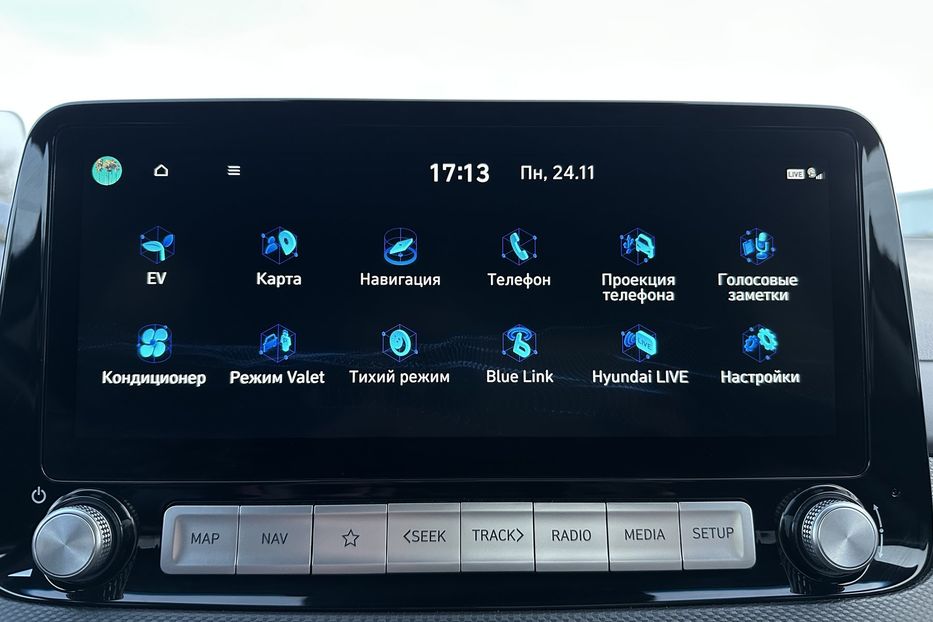 17:13 Пн, 24.11 LIVE
EV Карта Навигация Телефон Проекция телефона Голосовые заметки
Кондиционер Режим Valet Тихий режим Blue Link LIVE Hyundai LIVE Настройки
MAP NAV <SEEK TRACK> RADIO MEDIA SETUP